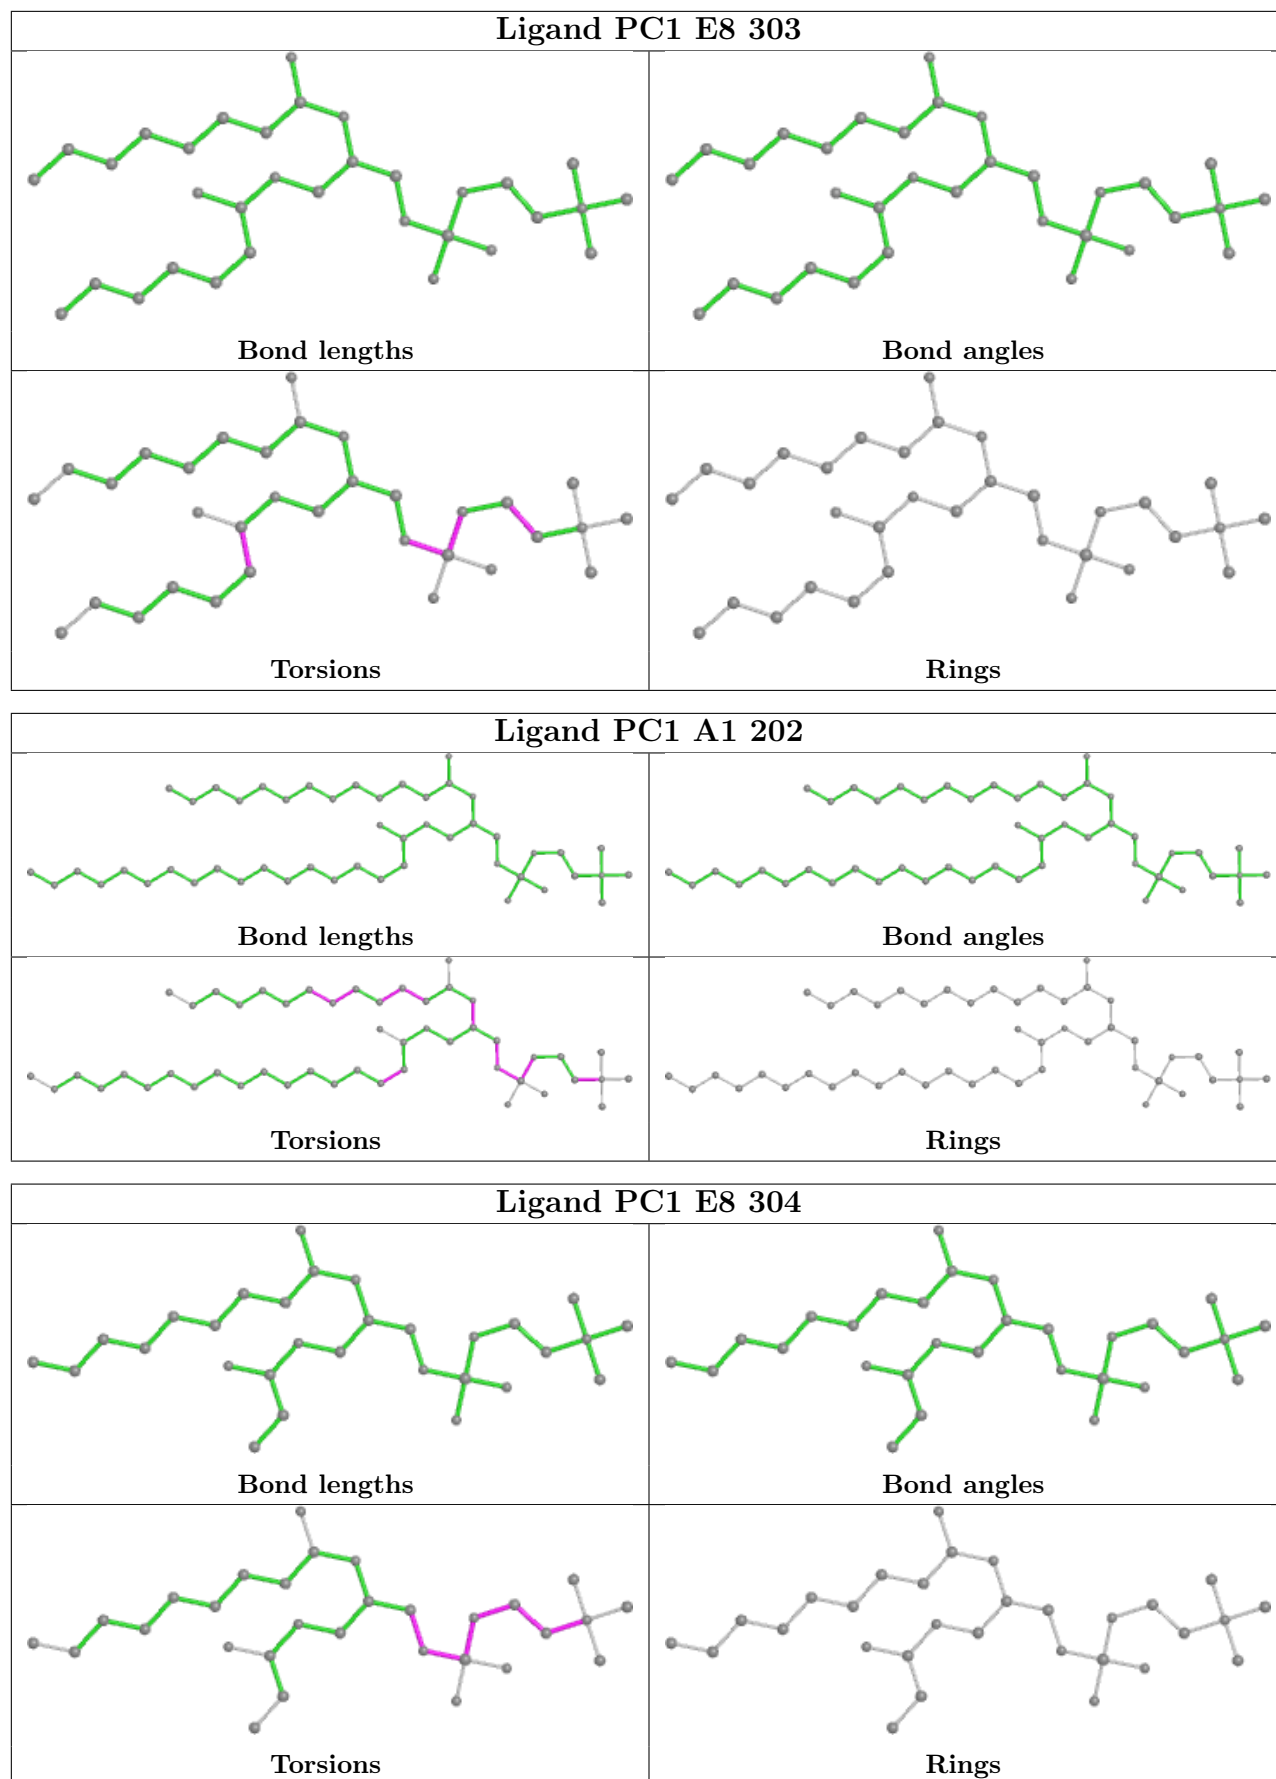 Ligand PC1 E8 303
Bond lengths
Bond angles
Torsions
Rings
Ligand PC1 A1 202
Bond lengths
Bond angles
Torsions
Rings
Ligand PC1 E8 304
Bond lengths
Bond angles
Torsions
Rings